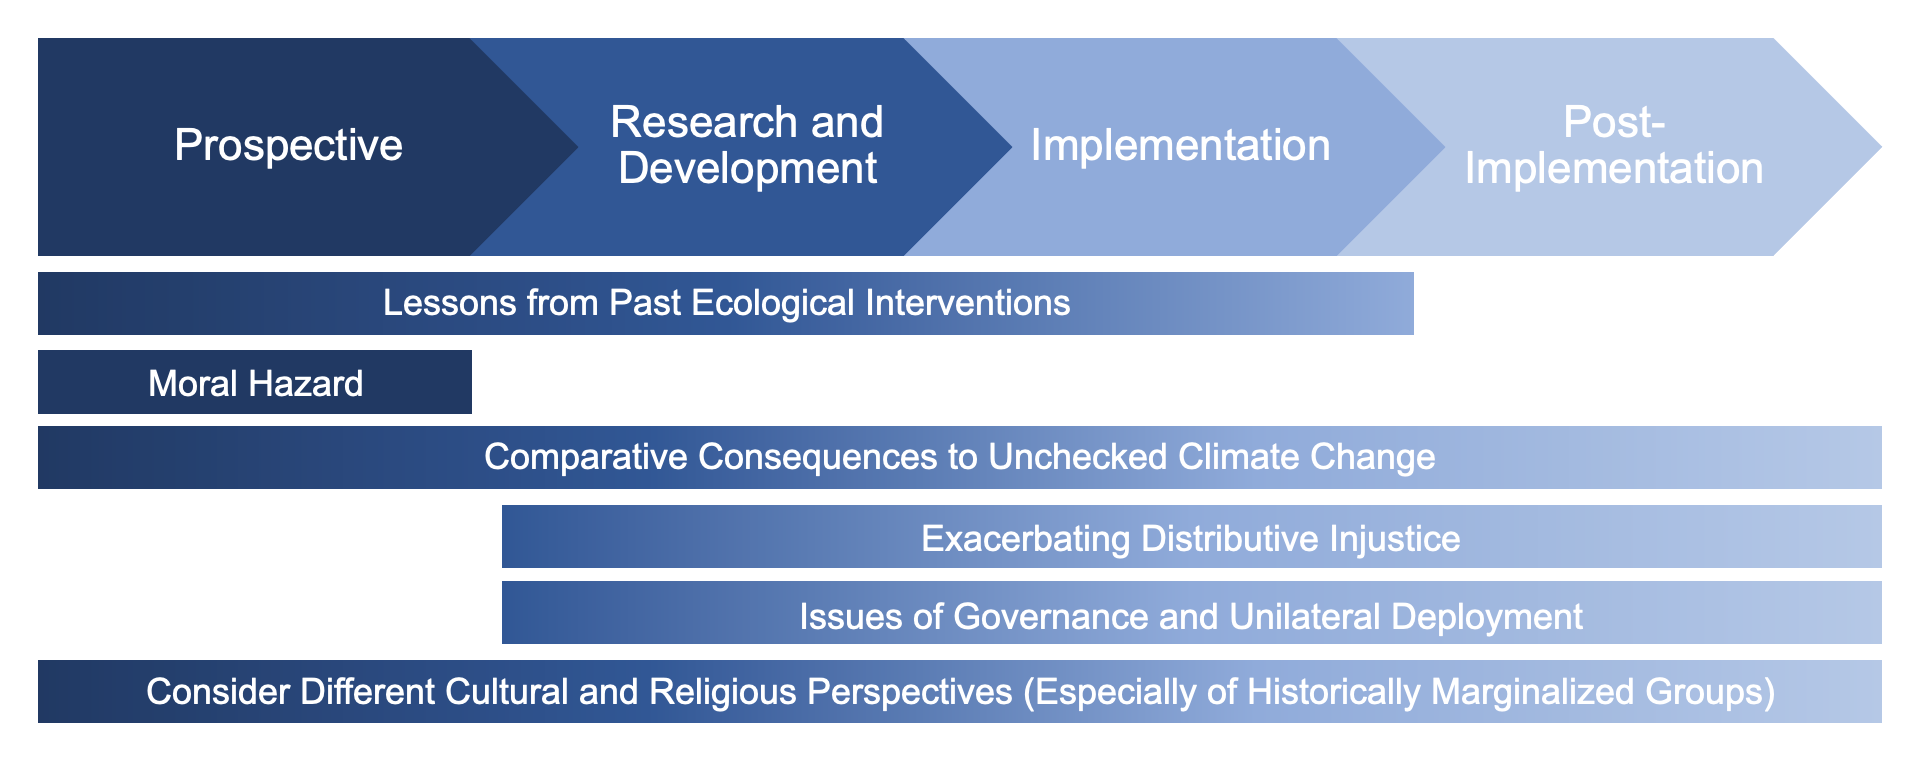 Prospective
Research and
Development
Implementation
Post-
Implementation
Lessons from Past Ecological Interventions
Moral Hazard
Comparative Consequences to Unchecked Climate Change
Exacerbating Distributive Injustice
Issues of Governance and Unilateral Deployment
Consider Different Cultural and Religious Perspectives (Especially of Historically Marginalized Groups)